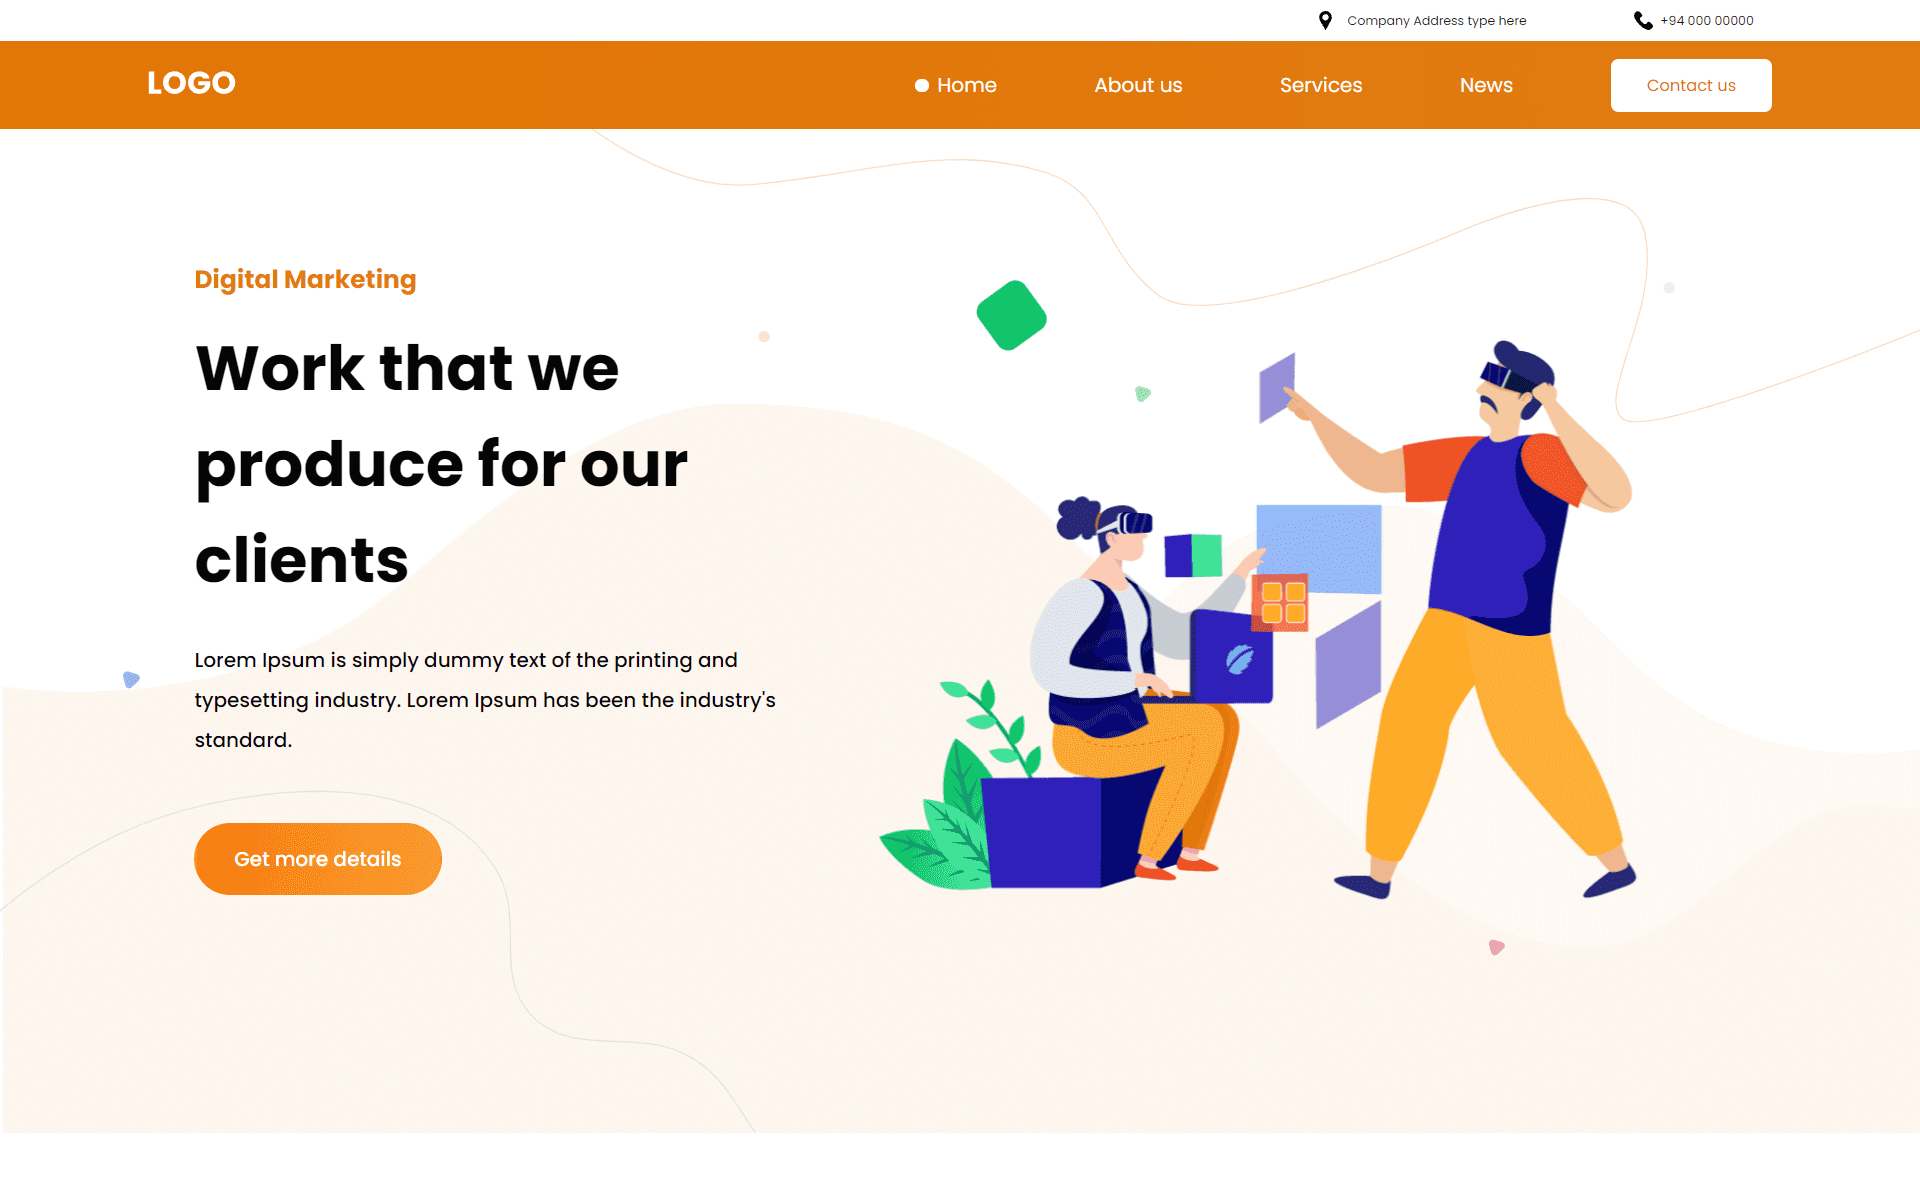 Company Address type here
+94 000 00000
LOGO
Home
About us
Services
News
Contact us
Digital Marketing
Work that we
produce for our
clients
Lorem Ipsum is simply dummy text of the printing and
typesetting industry. Lorem Ipsum has been the industry's
standard.
Get more details